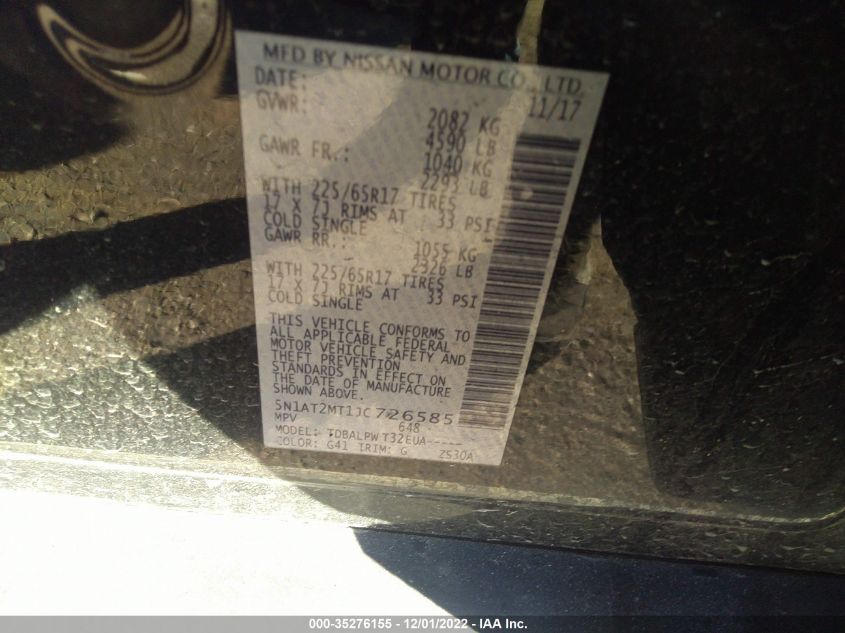 MFD BY NISSAN MOTOR CO., LTD.
DATE: 11/17
GVWR: 2082 KG
4590 LB
GAWR FR.: 1040 KG
2293 LB
WITH 225/65R17 TIRES
17 X 7J RIMS AT 33 PSI
COLD SINGLE
GAWR RR.: 1055 KG
2326 LB
WITH 225/65R17 TIRES
17 X 7J RIMS AT 33 PSI
COLD SINGLE
THIS VEHICLE CONFORMS TO
ALL APPLICABLE FEDERAL
MOTOR VEHICLE SAFETY AND
THEFT PREVENTION
STANDARDS IN EFFECT ON
THE DATE OF MANUFACTURE
SHOWN ABOVE.
5N1AT2MT1JC726585
MPV 648
MODEL: TDBALPW T32EUA-----
COLOR: G41 TRIM: G ZS30A
000-35276155 - 12/01/2022 - IAA Inc.